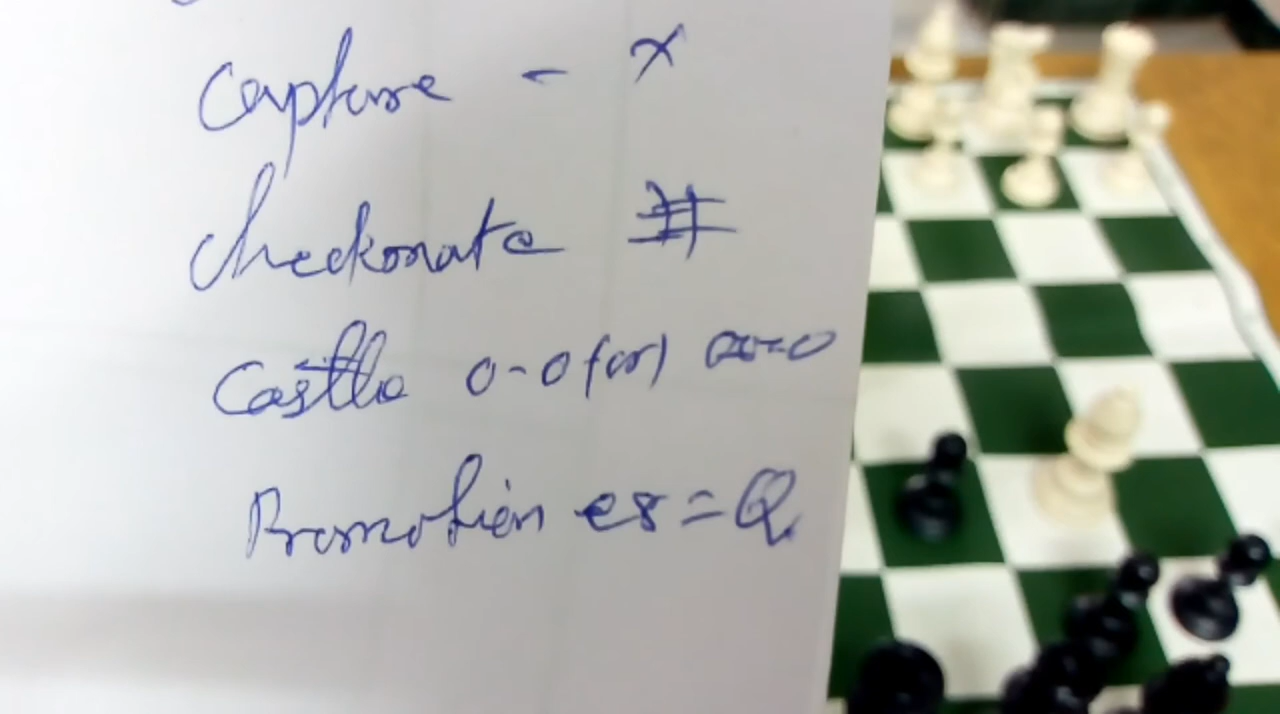 Capture - x
Checkmate #
Castle 0-0 (or) 0-0-0
Promotion e8=Q